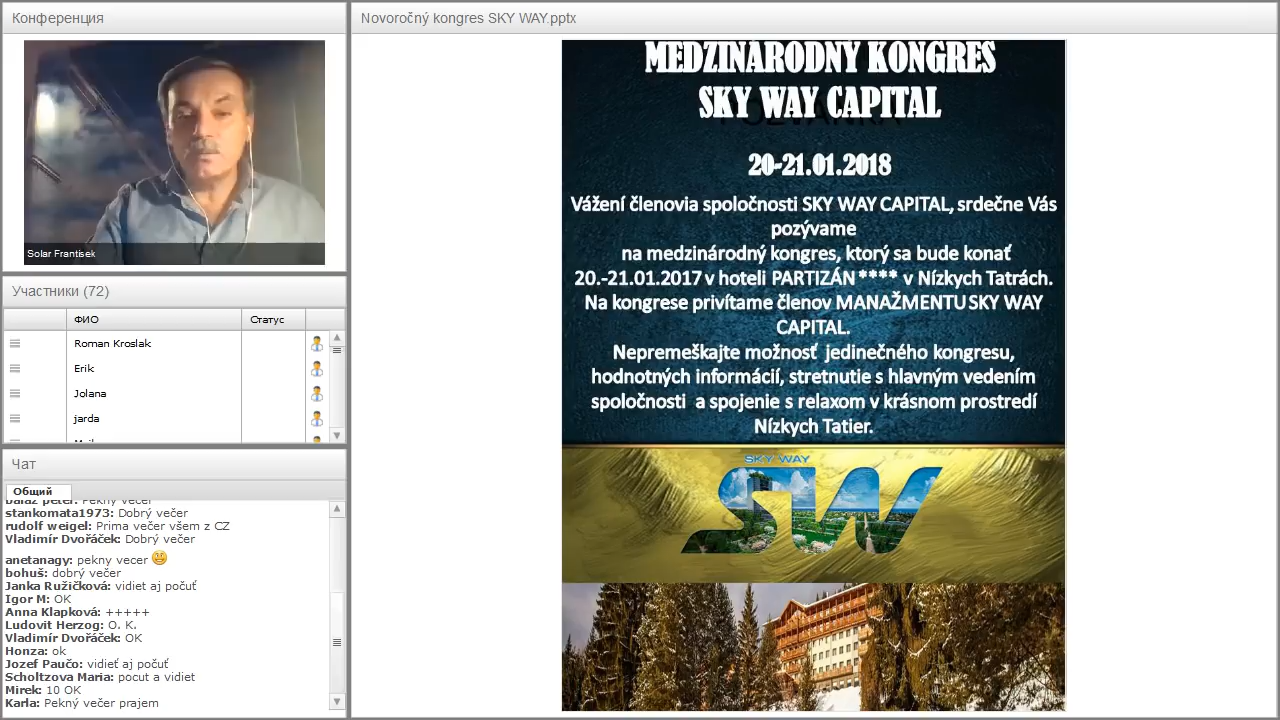 Конференция
Solar Frantisek
Участники (72)
ФИО
Статус
Roman Kroslak
Erik
Jolana
jarda
Чат
Общий
balaz peter: Pekny vecer
stankomata1973: Dobrý večer
rudolf weigel: Prima večer všem z CZ
Vladimír Dvořáček: Dobrý večer
anetanagy: pekny vecer
bohuš: dobrý večer
Janka Ružičková: vidiet aj počuť
Igor M: OK
Anna Klapková: +++++
Ludovit Herzog: O. K.
Vladimír Dvořáček: OK
Honza: ok
Jozef Paučo: vidieť aj počuť
Scholtzova Maria: pocut a vidiet
Mirek: 10 OK
Karla: Pekný večer prajem
Novoročný kongres SKY WAY.pptx
MEDZINÁRODNÝ KONGRES
SKY WAY CAPITAL
20-21.01.2018
Vážení členovia spoločnosti SKY WAY CAPITAL, srdečne Vás
pozývame
na medzinárodný kongres, ktorý sa bude konať
20.-21.01.2017 v hoteli PARTIZÁN **** v Nízkych Tatrách.
Na kongrese privítame členov MANAŽMENTU SKY WAY
CAPITAL.
Nepremeškajte možnosť jedinečného kongresu,
hodnotných informácií, stretnutie s hlavným vedením
spoločnosti a spojenie s relaxom v krásnom prostredí
Nízkych Tatier.
SKY WAY
SW